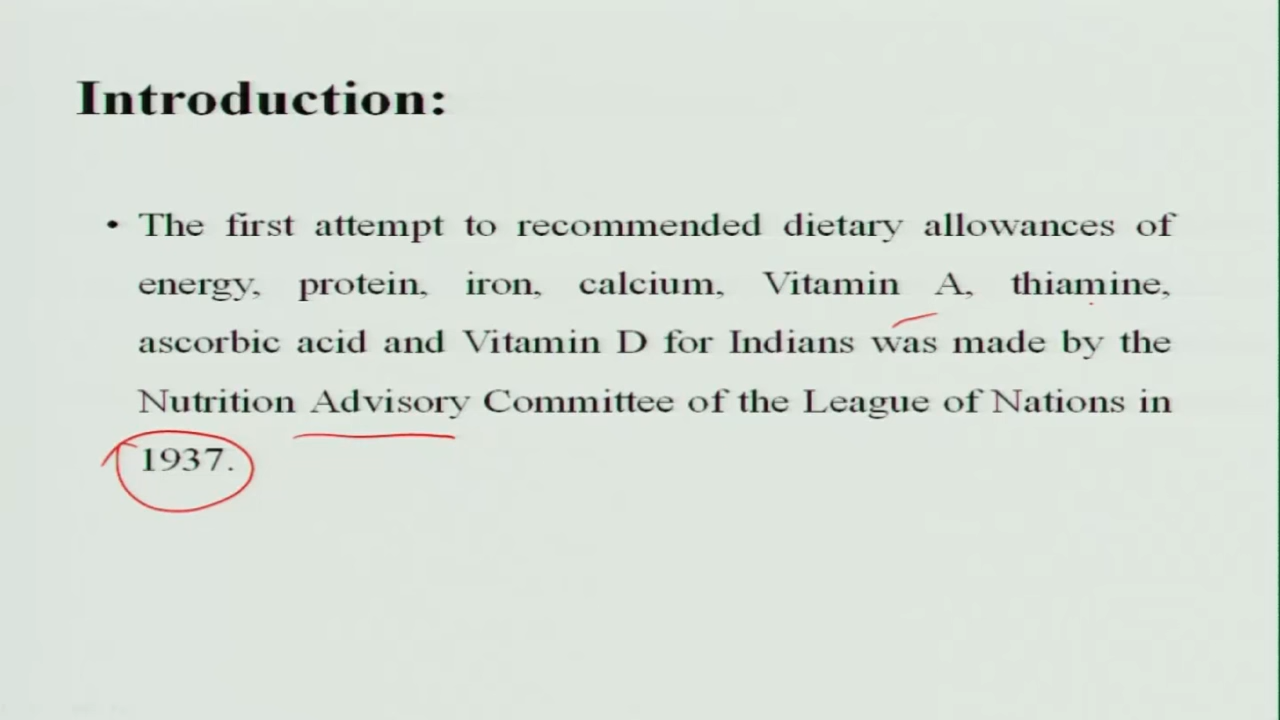 Introduction:
• The first attempt to recommended dietary allowances of
energy, protein, iron, calcium, Vitamin A, thiamine,
ascorbic acid and Vitamin D for Indians was made by the
Nutrition Advisory Committee of the League of Nations in
1937.